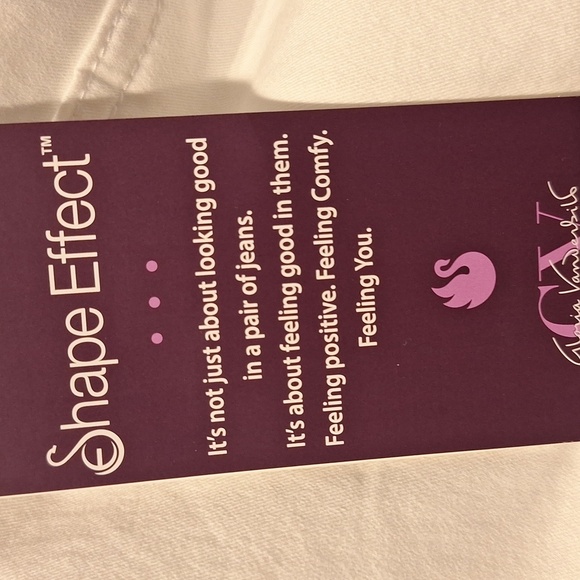 Shape Effect™
It's not just about looking good
in a pair of jeans.
It's about feeling good in them.
Feeling positive. Feeling Comfy.
Feeling You.
GV
Gloria Vanderbilt